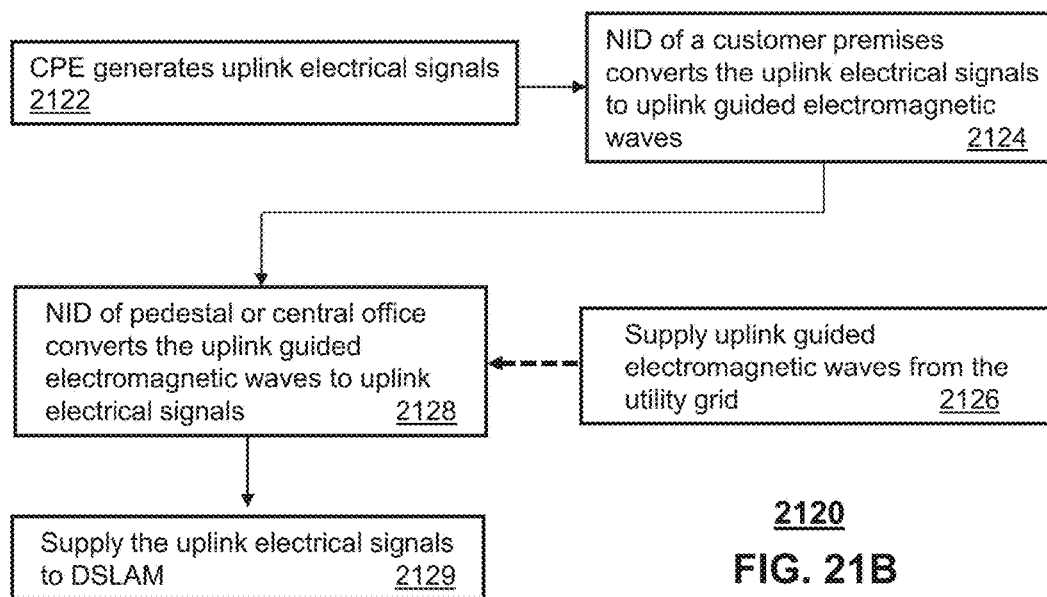 CPE generates uplink electrical signals
2122
NID of a customer premises
converts the uplink electrical signals
to uplink guided electromagnetic
waves 2124
NID of pedestal or central office
converts the uplink guided
electromagnetic waves to uplink
electrical signals 2128
Supply uplink guided
electromagnetic waves from the
utility grid 2126
Supply the uplink electrical signals
to DSLAM 2129
2120
FIG. 21B